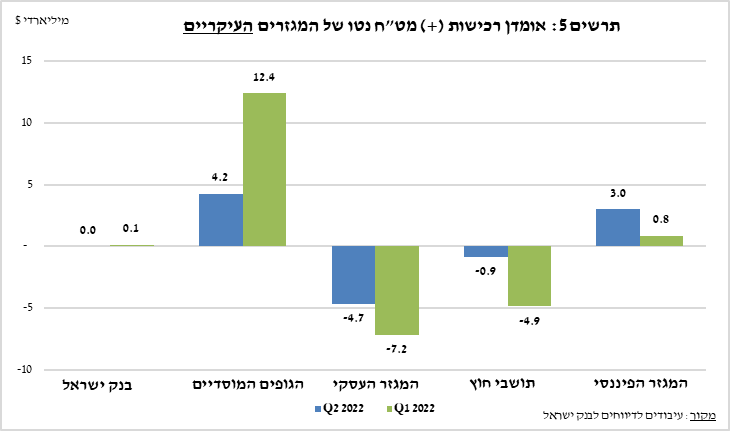 תרשים 5: אומדן רכישות (+) מט"ח נטו של המגזרים העיקריים
מיליארדי $
15
10
5
-
-5
-10
0.0
0.1
4.2
12.4
-4.7
-7.2
-0.9
-4.9
3.0
0.8
בנק ישראל
הגופים המוסדיים
המגזר העסקי
תושבי חוץ
המגזר הפיננסי
Q2 2022
Q1 2022
מקור: עיבודים לדיווחים לבנק ישראל